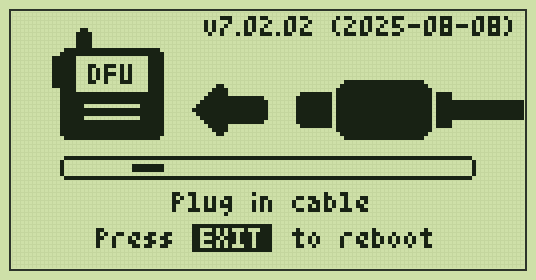 v7.02.02 (2025-08-08)
DFU
Plug in cable
Press EXIT to reboot